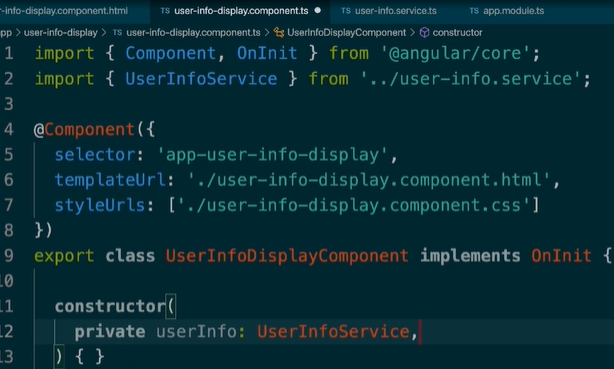 -info-display.component.html TS user-info-display.component.ts TS user-info.service.ts TS app.module.ts
app > user-info-display > TS user-info-display.component.ts > UserInfoDisplayComponent > constructor
1 import { Component, OnInit } from '@angular/core';
2 import { UserInfoService } from '../user-info.service';
3
4 @Component({
5 selector: 'app-user-info-display',
6 templateUrl: './user-info-display.component.html',
7 styleUrls: ['./user-info-display.component.css']
8 })
9 export class UserInfoDisplayComponent implements OnInit {
10
11 constructor(
12 private userInfo: UserInfoService,
13 ) { }